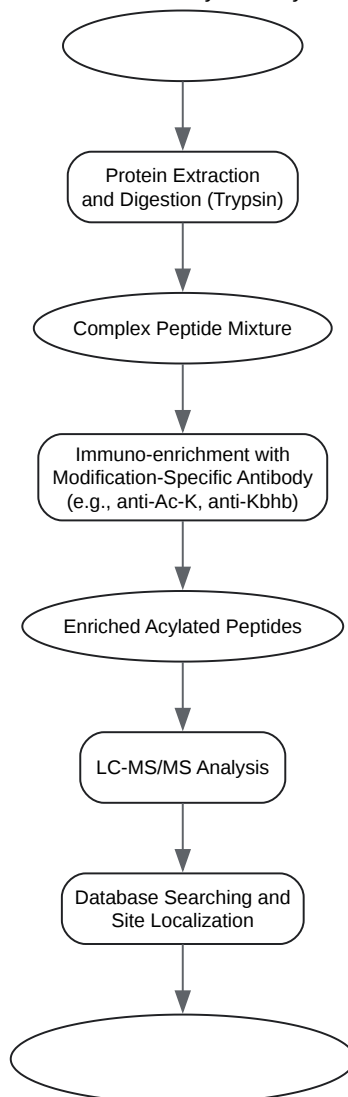 Protein Extraction
and Digestion (Trypsin)
Complex Peptide Mixture
Immuno-enrichment with
Modification-Specific Antibody
(e.g., anti-Ac-K, anti-Kbhb)
Enriched Acylated Peptides
LC-MS/MS Analysis
Database Searching and
Site Localization